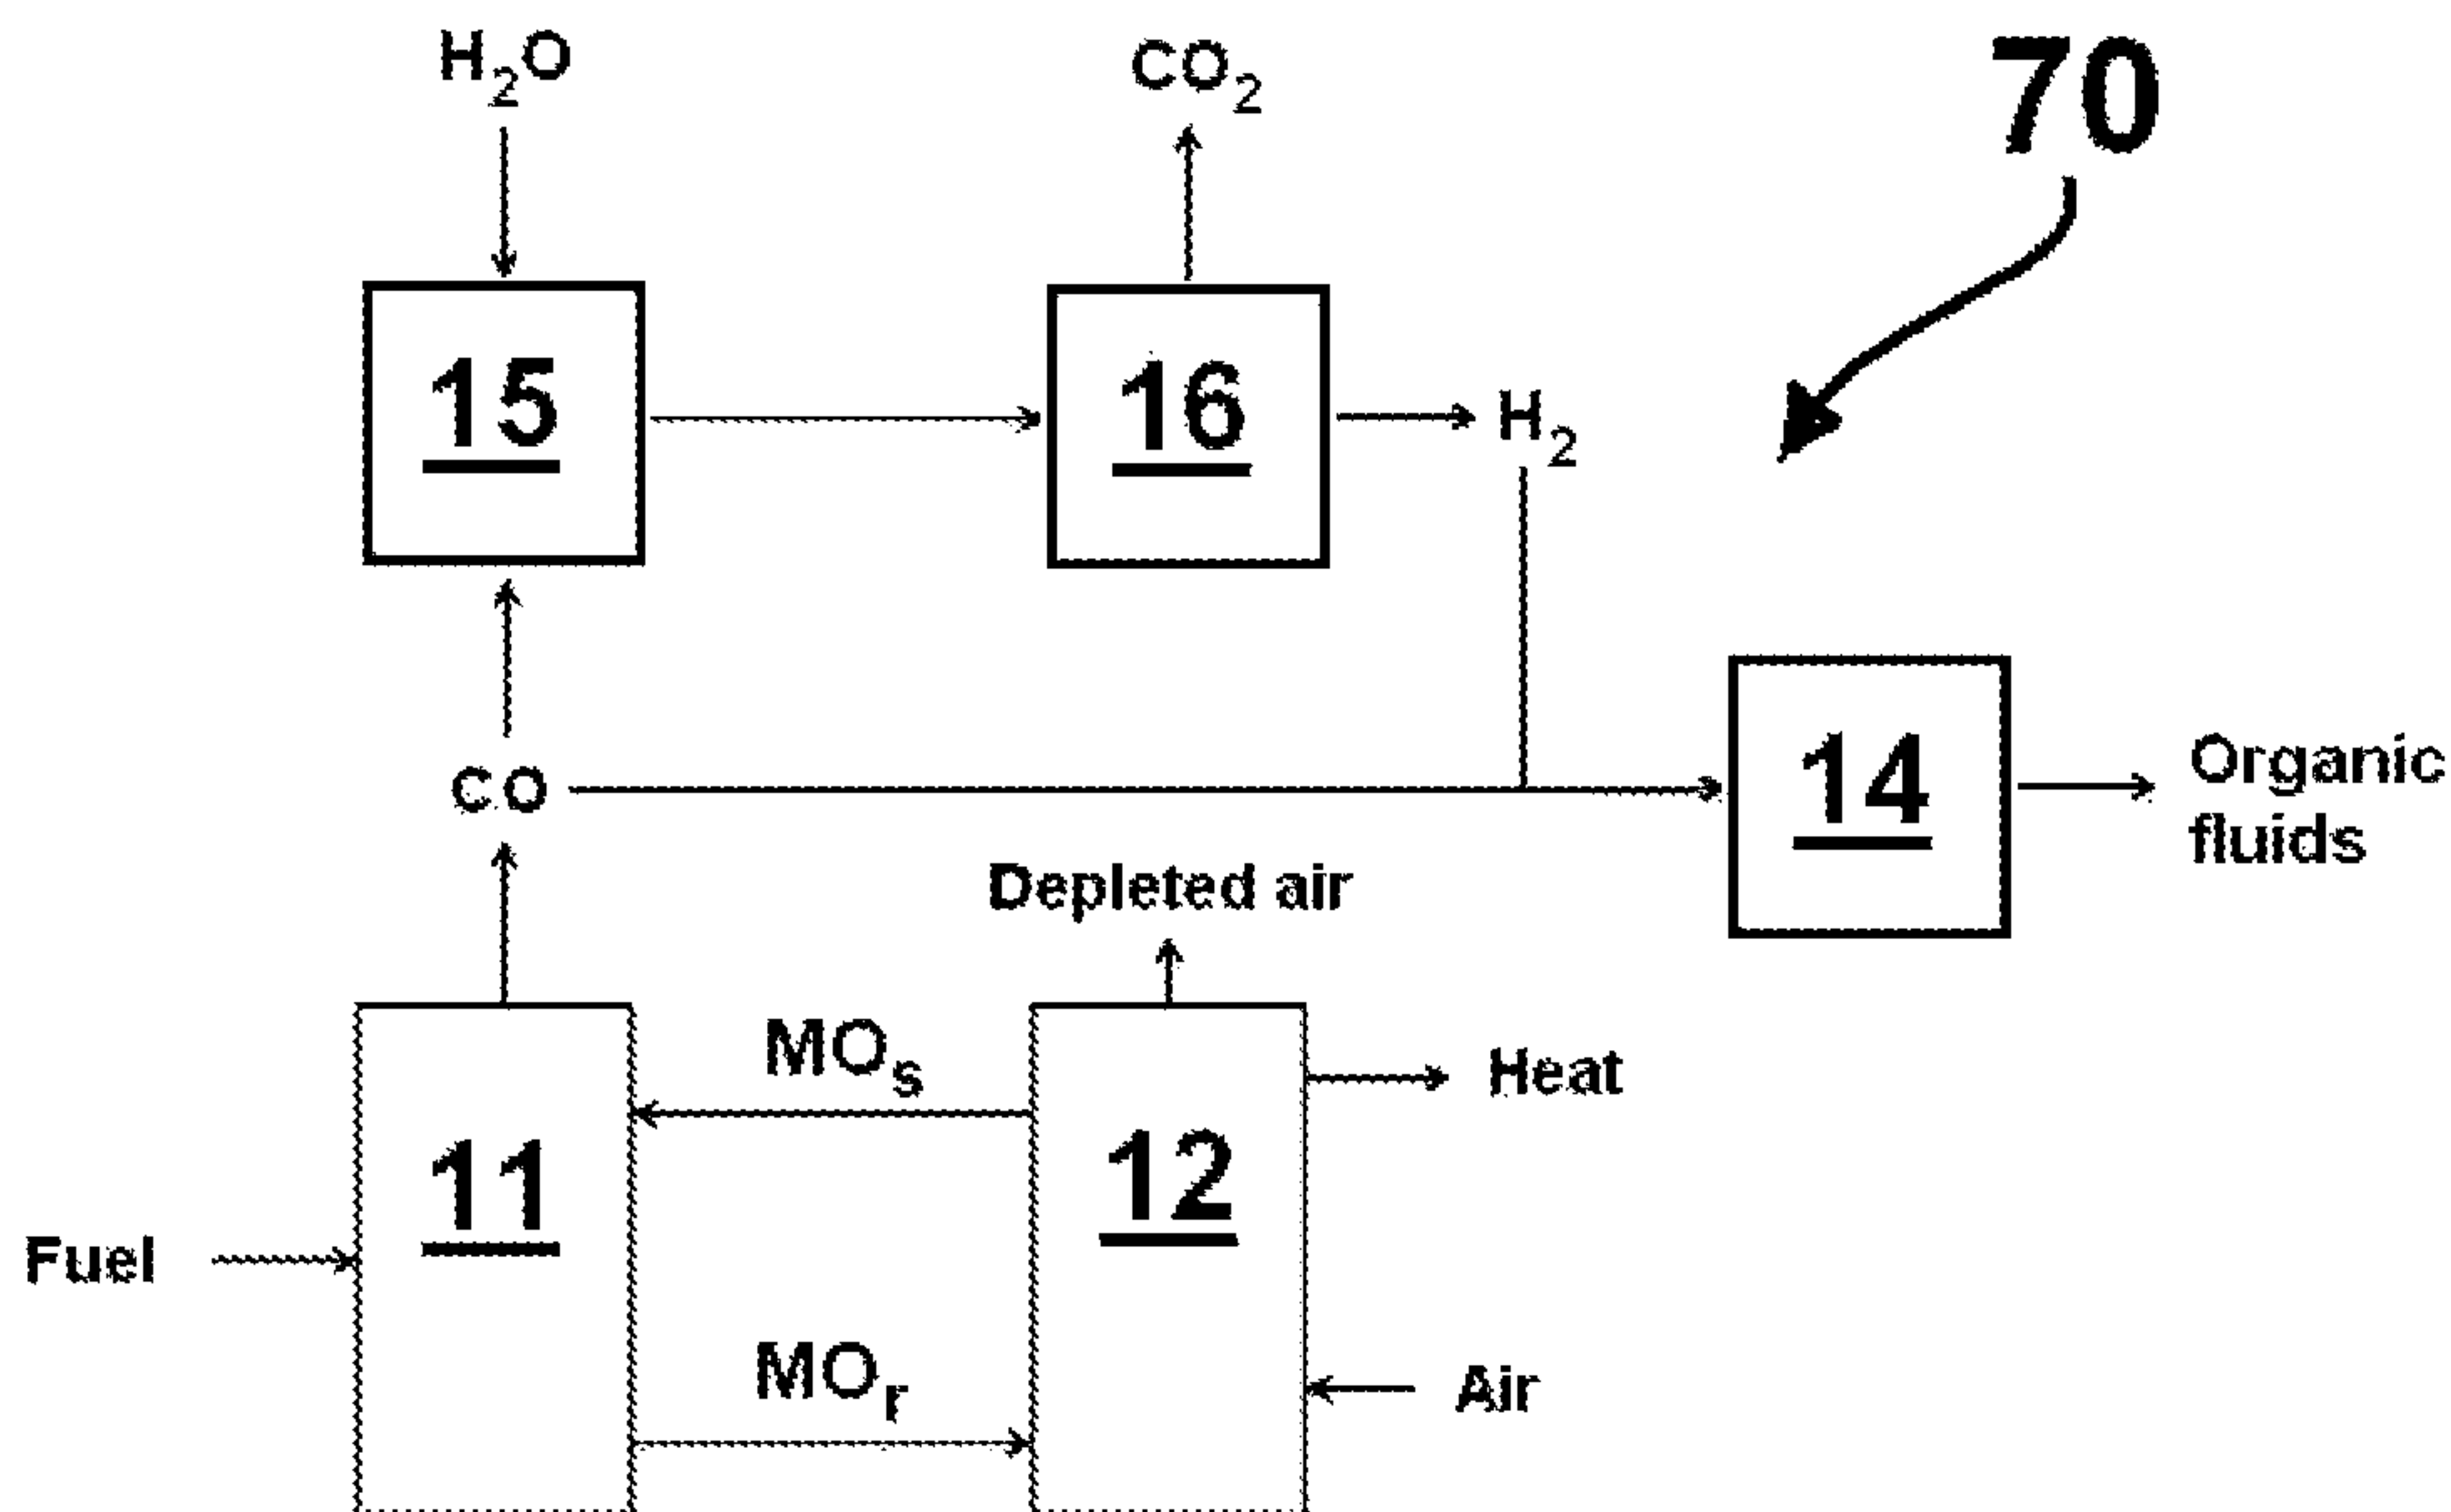 H₂O
CO₂
70
15
16
H₂
14
Organic
fluids
CO
Depleted air
MOₛ
Heat
11
12
Fuel
MOᵣ
Air